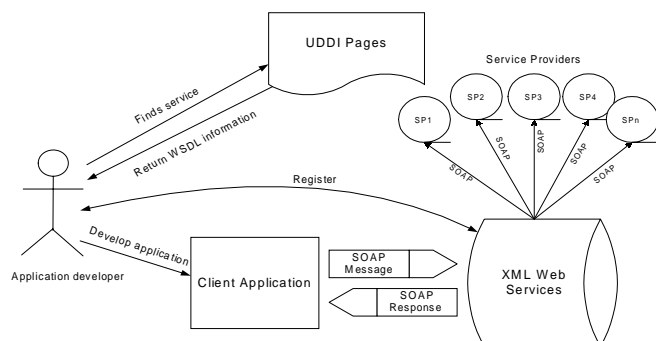 UDDI Pages
Service Providers
SP1
SP2
SP3
SP4
SPn
Finds service
Return WSDL information
SOAP
SOAP
SOAP
SOAP
SOAP
Register
Application developer
Develop application
Client Application
SOAP
Message
SOAP
Response
XML Web
Services